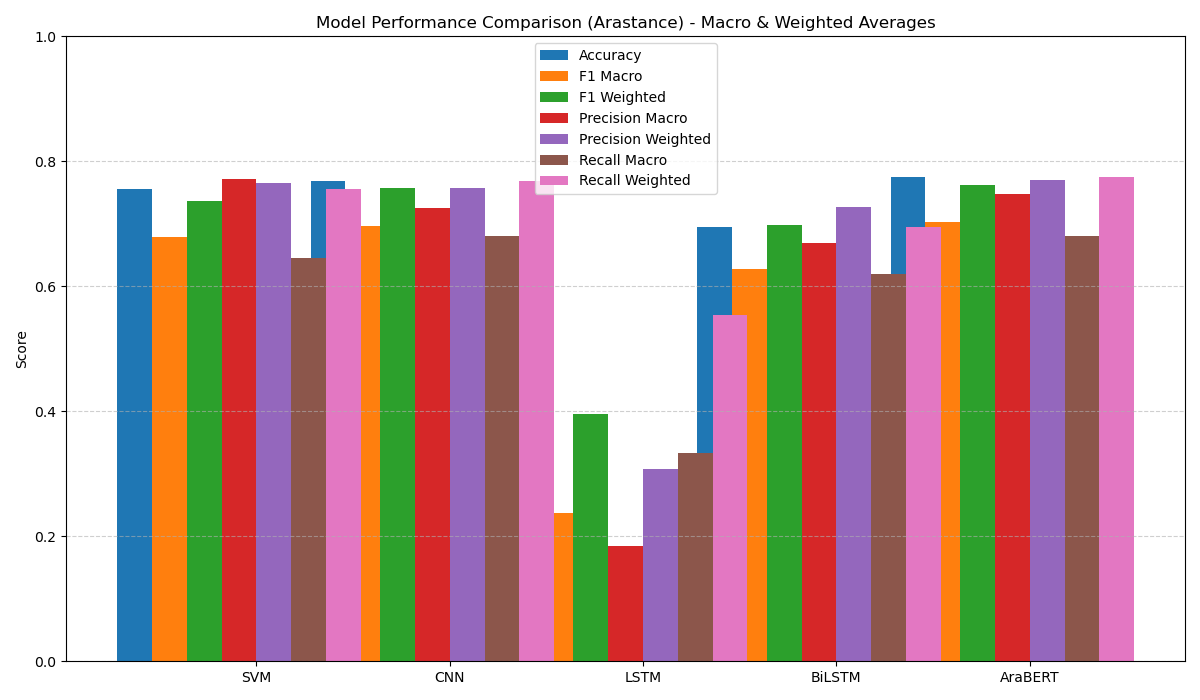 Model Performance Comparison (Arastance) - Macro & Weighted Averages
1.0
0.8
0.6
0.4
0.2
0.0
Score
Accuracy
F1 Macro
F1 Weighted
Precision Macro
Precision Weighted
Recall Macro
Recall Weighted
SVM
CNN
LSTM
BiLSTM
AraBERT